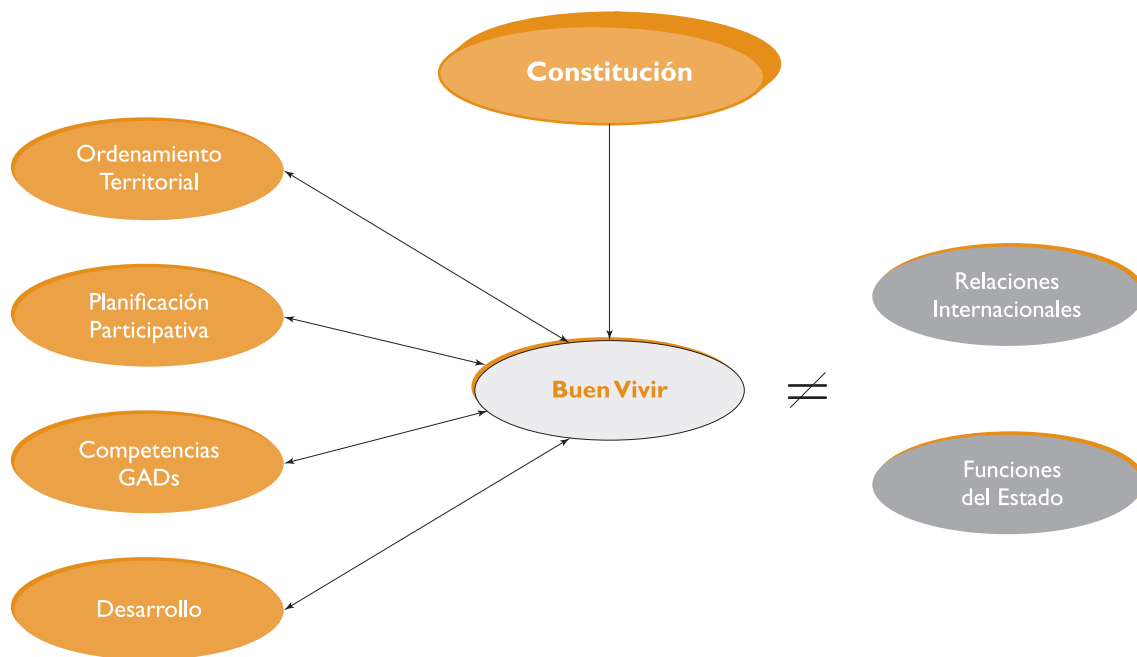 Constitución
Ordenamiento
Territorial
Planificación
Participativa
Competencias
GADs
Desarrollo
Buen Vivir
≠
Relaciones
Internacionales
Funciones
del Estado